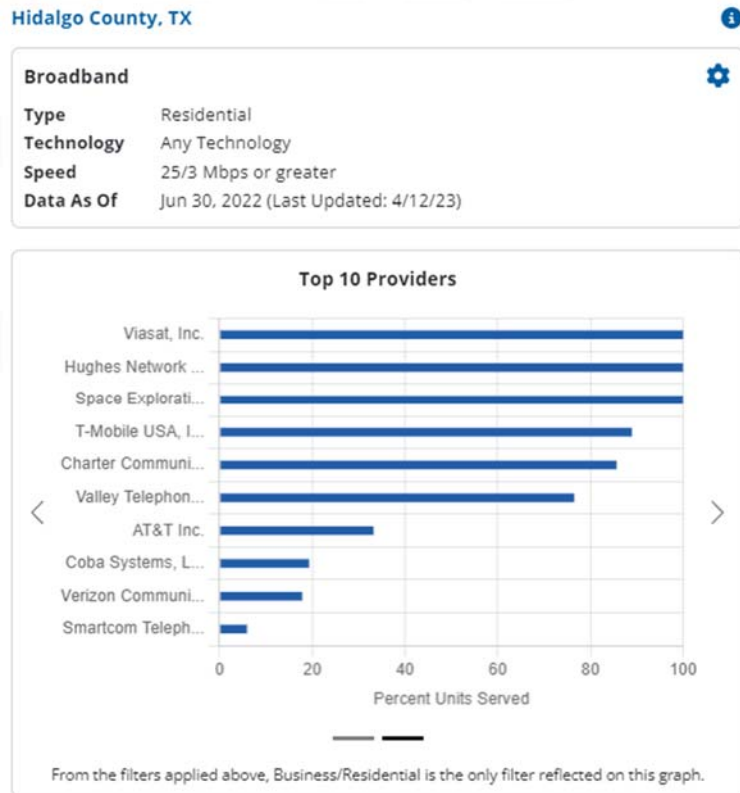 Hidalgo County, TX
Broadband
Type Residential
Technology Any Technology
Speed 25/3 Mbps or greater
Data As Of Jun 30, 2022 (Last Updated: 4/12/23)
Top 10 Providers
Viasat, Inc.
Hughes Network ...
Space Explorati...
T-Mobile USA, I...
Charter Communi...
Valley Telephon...
AT&T Inc.
Coba Systems, L...
Verizon Communi...
Smartcom Teleph...
0 20 40 60 80 100
Percent Units Served
From the filters applied above, Business/Residential is the only filter reflected on this graph.